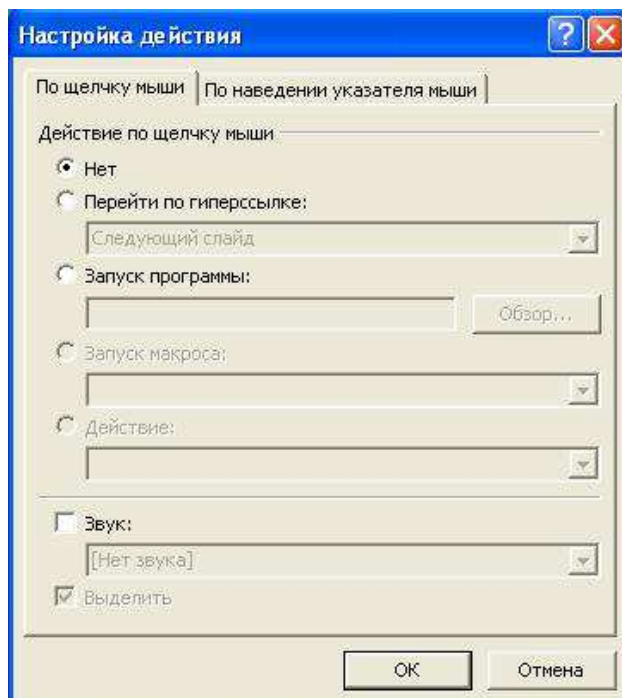 Настройка действия
По щелчку мыши
По наведении указателя мыши
Действие по щелчку мыши
Нет
Перейти по гиперссылке:
Следующий слайд
Запуск программы:
Обзор...
Запуск макроса:
Действие:
Звук:
[Нет звука]
Выделить
ОК
Отмена